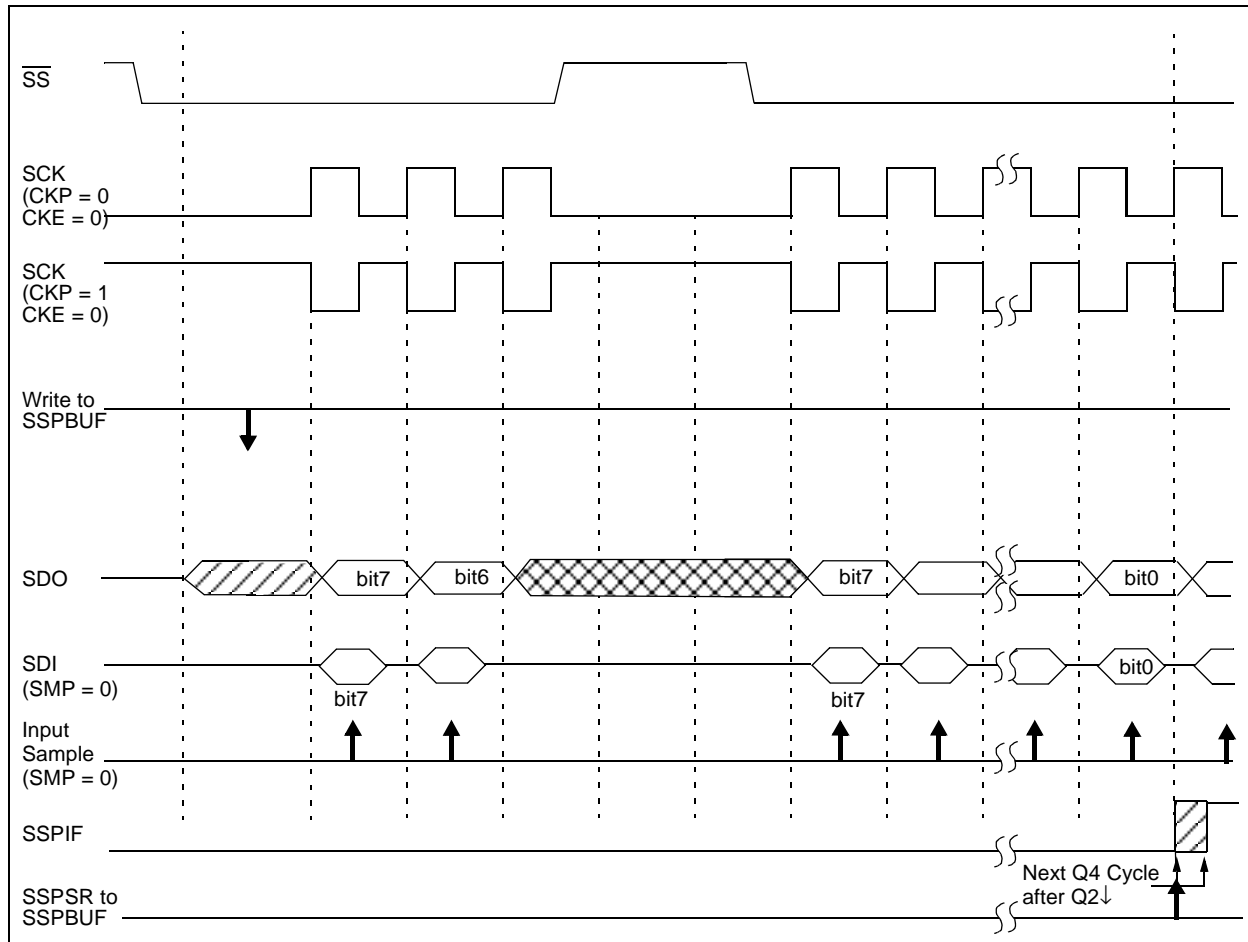 SS
SCK
(CKP = 0
CKE = 0)
SCK
(CKP = 1
CKE = 0)
Write to
SSPBUF
SDO
bit7
bit6
bit7
bit0
SDI
(SMP = 0)
bit7
bit7
bit0
Input
Sample
(SMP = 0)
SSPIF
Next Q4 Cycle
after Q2↓
SSPSR to
SSPBUF